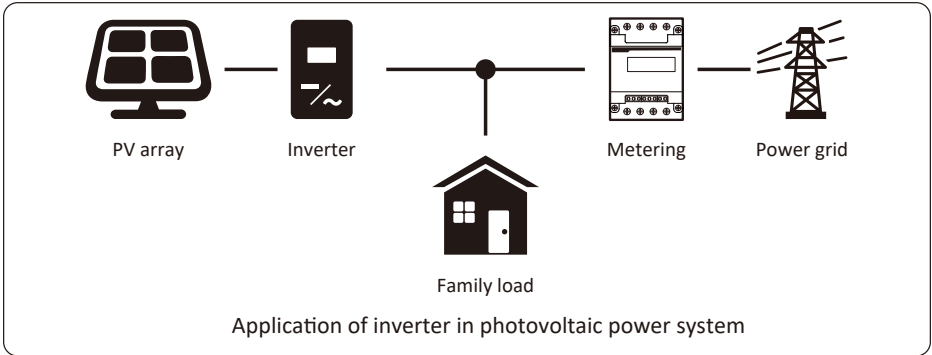 PV array
Inverter
Metering
Power grid
Family load
Application of inverter in photovoltaic power system